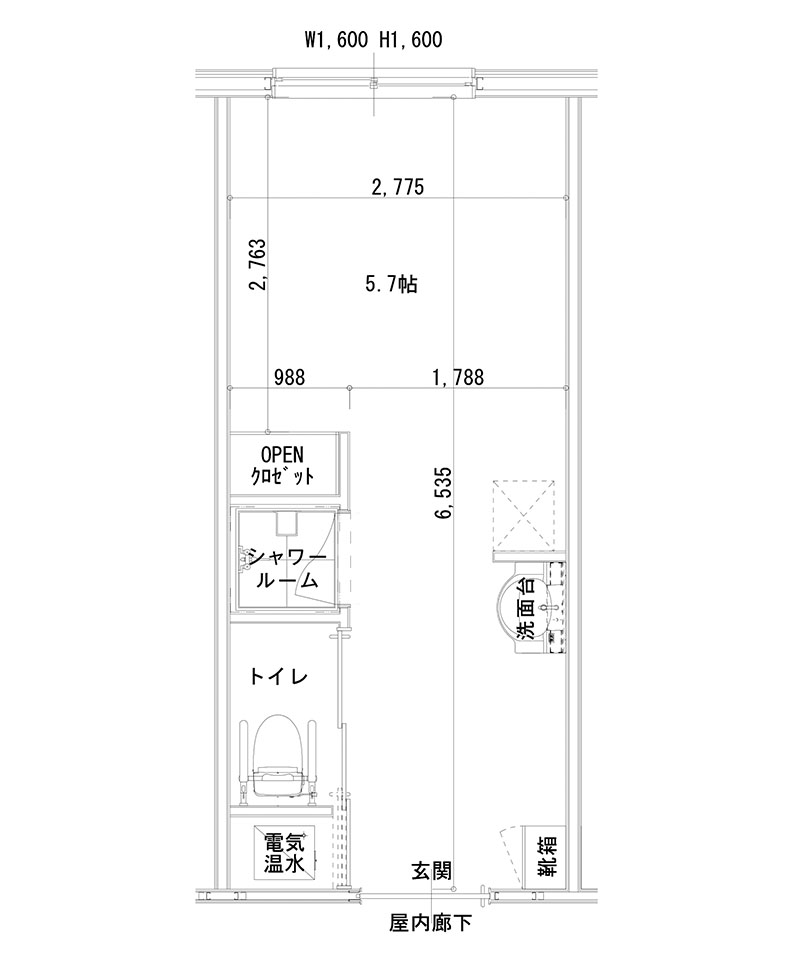 W1,600 H1,600
2,775
2,763
5.7帖
988
1,788
OPEN
ｸﾛｾﾞｯﾄ
6,535
シャワー
ルーム
洗面台
トイレ
電気
温水
靴箱
玄関
屋内廊下